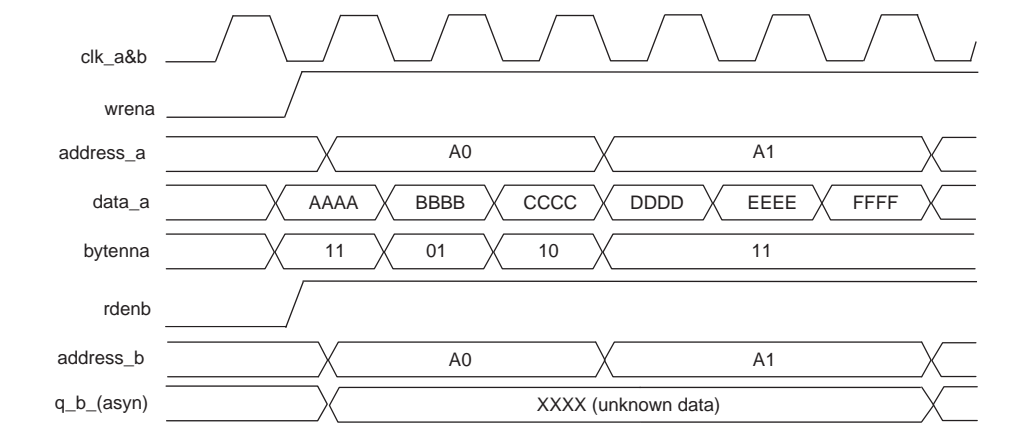 clk_a&b
wrena
address_a A0 A1
data_a AAAA BBBB CCCC DDDD EEEE FFFF
bytenna 11 01 10 11
rdenb
address_b A0 A1
q_b_(asyn) XXXX (unknown data)